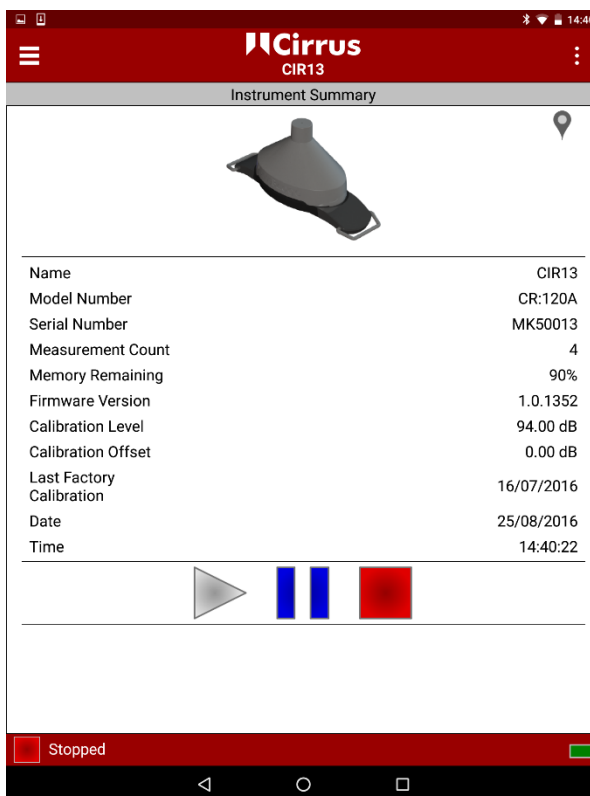 14:40
Cirrus
CIR13
Instrument Summary
Name CIR13
Model Number CR:120A
Serial Number MK50013
Measurement Count 4
Memory Remaining 90%
Firmware Version 1.0.1352
Calibration Level 94.00 dB
Calibration Offset 0.00 dB
Last Factory
Calibration 16/07/2016
Date 25/08/2016
Time 14:40:22
Stopped